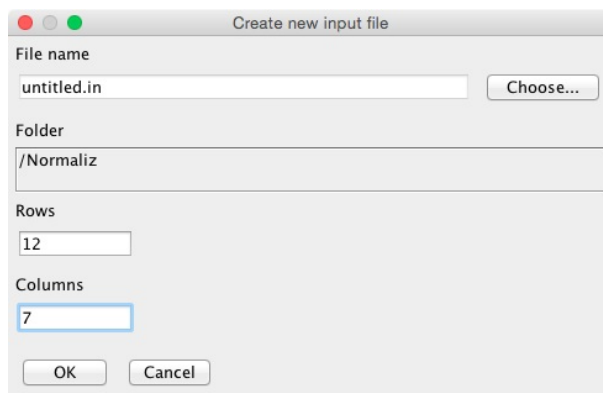 Create new input file
File name
untitled.in Choose...
Folder
/Normaliz
Rows
12
Columns
7
OK Cancel